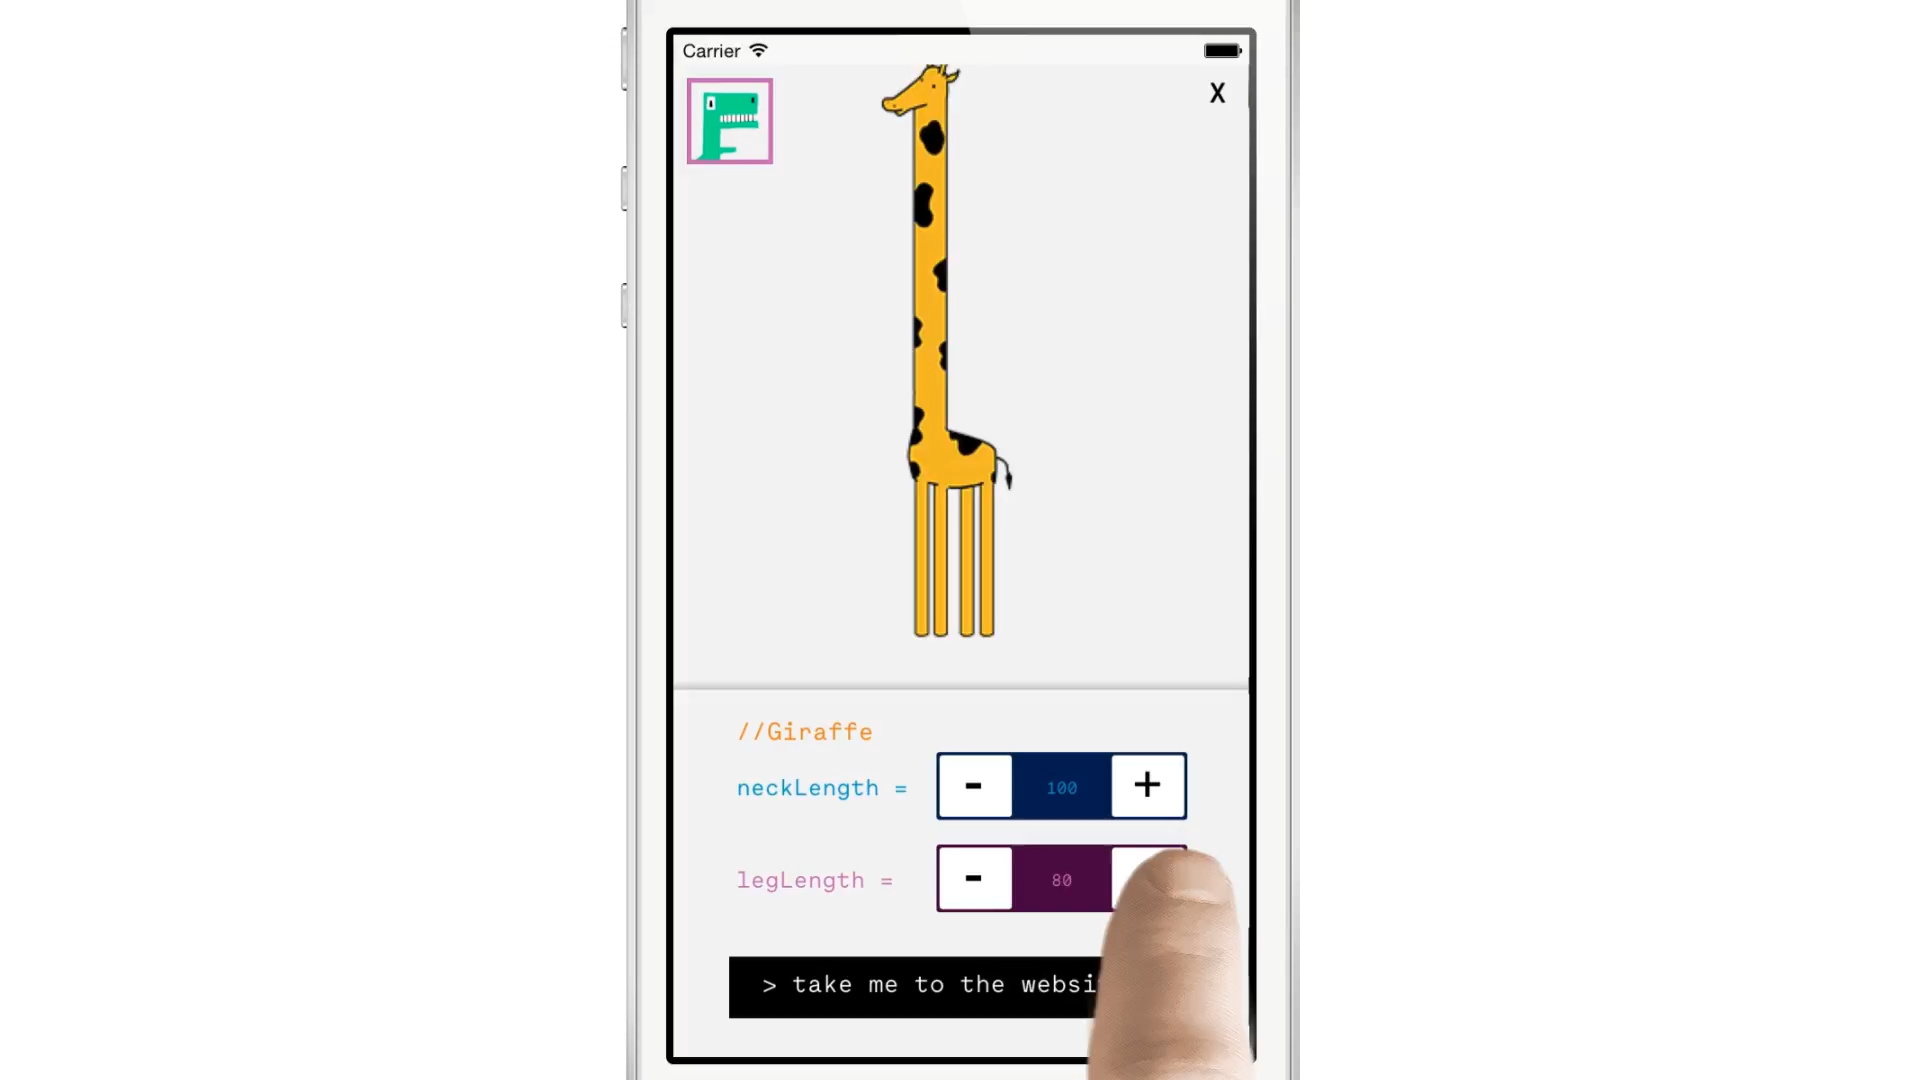 Carrier
X
//Giraffe
neckLength =
- 100 +
legLength =
- 80
> take me to the websi